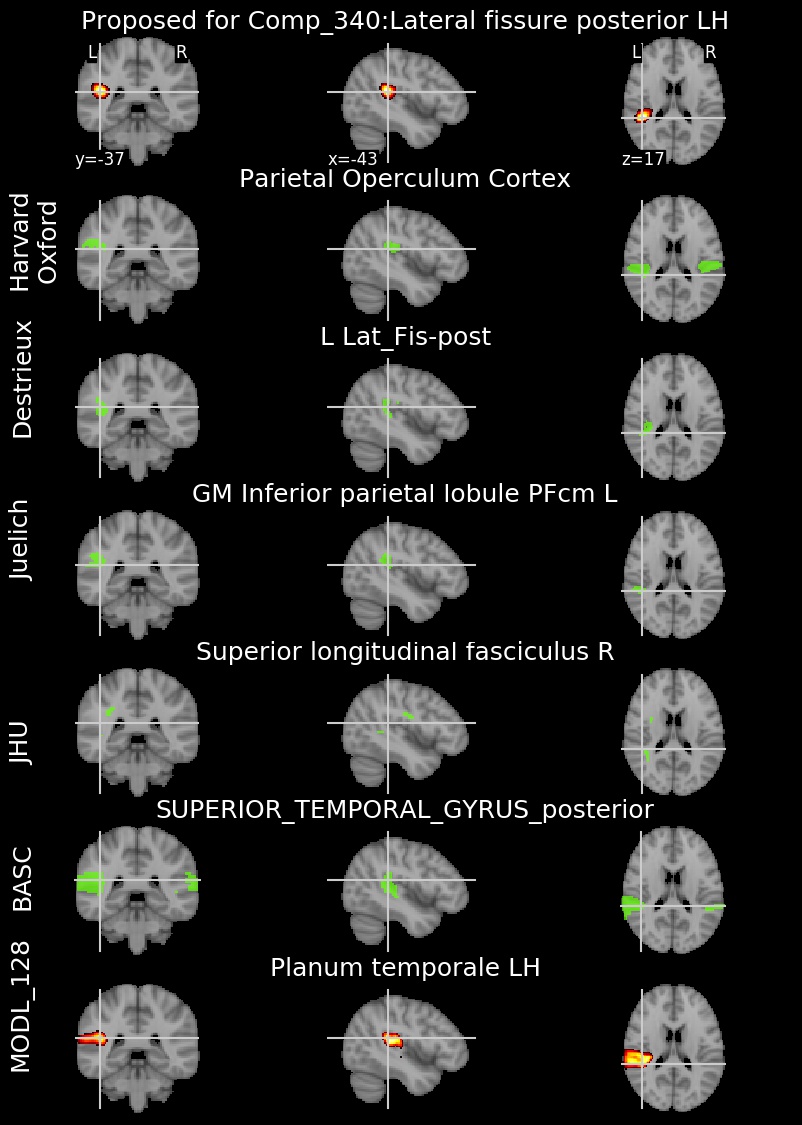 Proposed for Comp_340:Lateral fissure posterior LH
L R
L R
y=-37
x=-43
z=17
Parietal Operculum Cortex
Harvard
Oxford
L Lat_Fis-post
Destrieux
GM Inferior parietal lobule PFcm L
Juelich
Superior longitudinal fasciculus R
JHU
SUPERIOR_TEMPORAL_GYRUS_posterior
BASC
Planum temporale LH
MODL_128